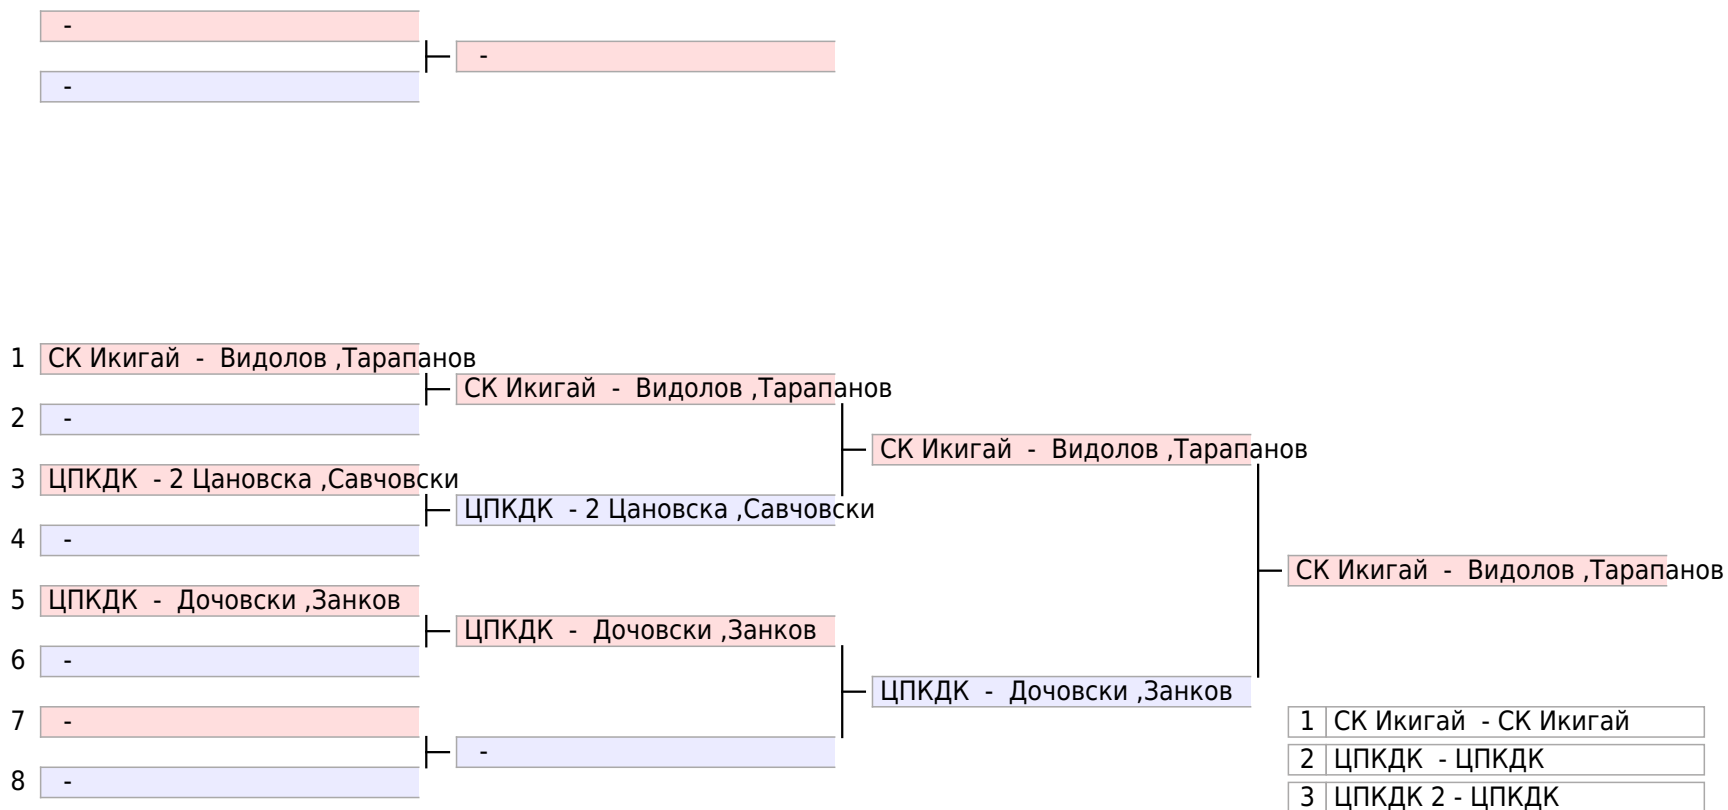 -
-
-
1 СК Икигай - Видолов ,Тарапанов
СК Икигай - Видолов ,Тарапанов
2 -
СК Икигай - Видолов ,Тарапанов
3 ЦПКДК - 2 Цановска ,Савчовски
ЦПКДК - 2 Цановска ,Савчовски
4 -
СК Икигай - Видолов ,Тарапанов
5 ЦПКДК - Дочовски ,Занков
ЦПКДК - Дочовски ,Занков
6 -
ЦПКДК - Дочовски ,Занков
7 -
-
8 -
1 СК Икигай - СК Икигай
2 ЦПКДК - ЦПКДК
3 ЦПКДК 2 - ЦПКДК